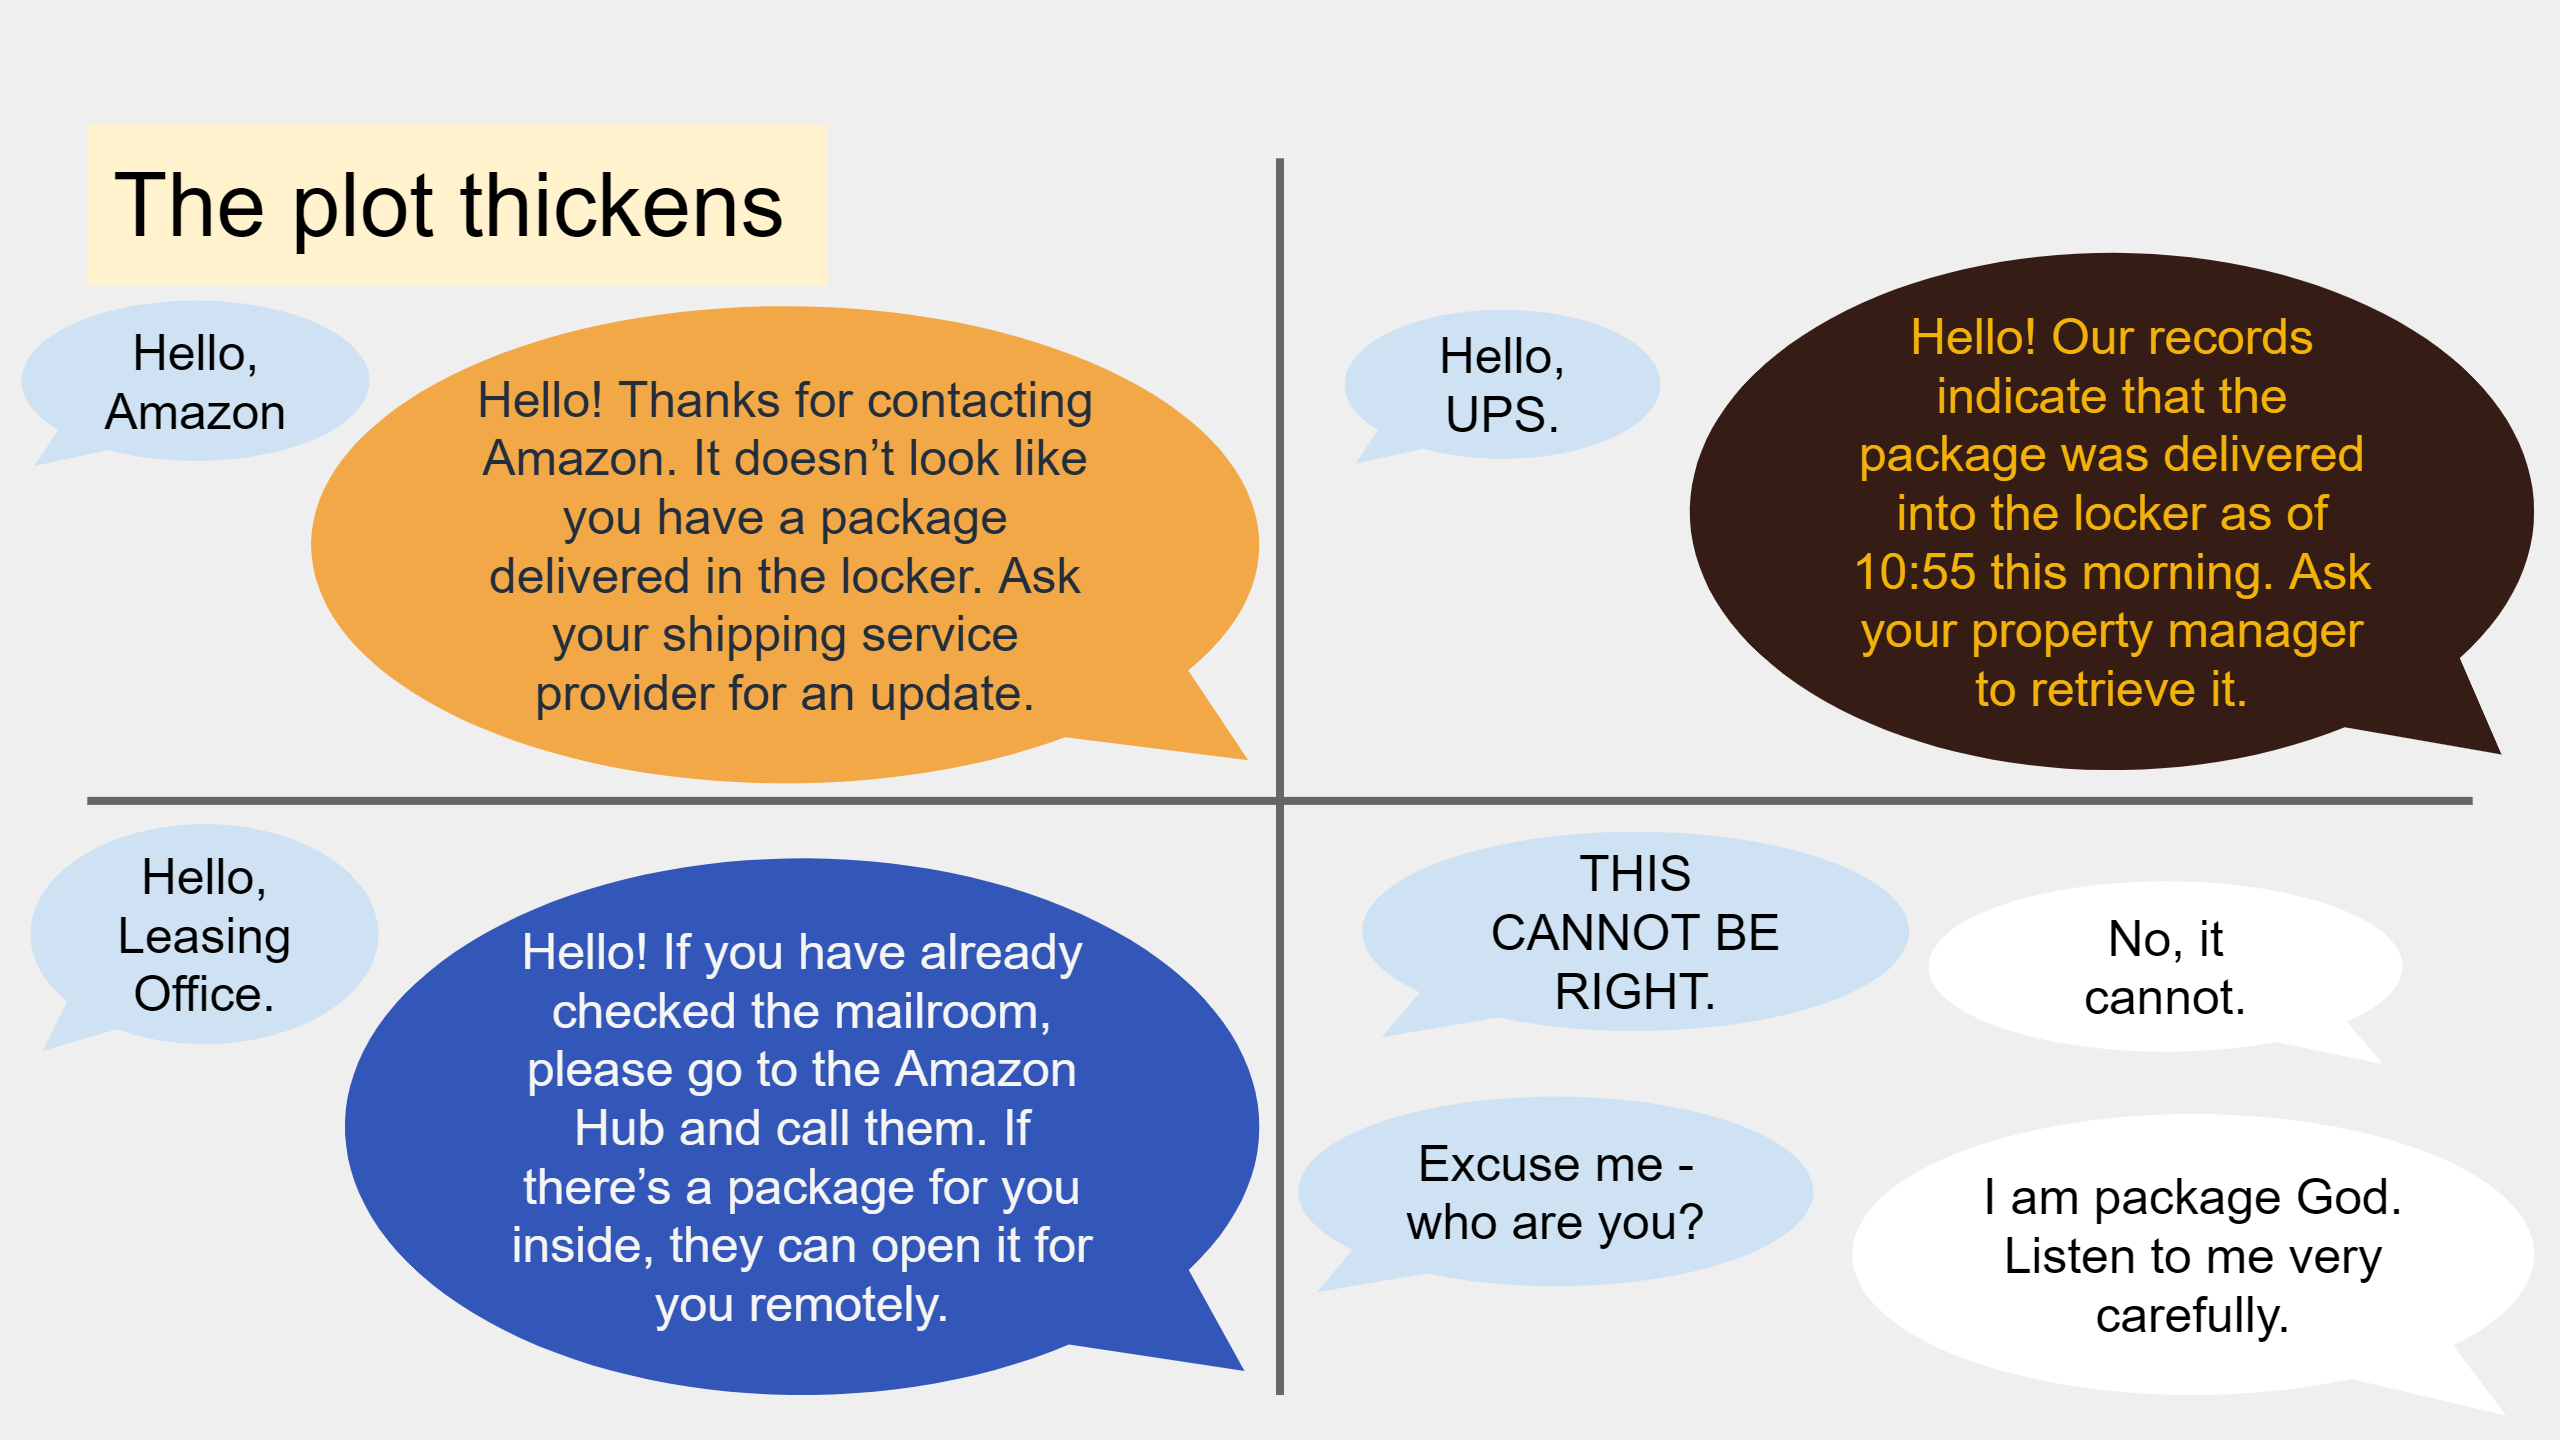 The plot thickens
Hello,
Amazon
Hello! Thanks for contacting
Amazon. It doesn’t look like
you have a package
delivered in the locker. Ask
your shipping service
provider for an update.
Hello,
UPS.
Hello! Our records
indicate that the
package was delivered
into the locker as of
10:55 this morning. Ask
your property manager
to retrieve it.
Hello,
Leasing
Office.
Hello! If you have already
checked the mailroom,
please go to the Amazon
Hub and call them. If
there’s a package for you
inside, they can open it for
you remotely.
THIS
CANNOT BE
RIGHT.
No, it
cannot.
Excuse me -
who are you?
I am package God.
Listen to me very
carefully.